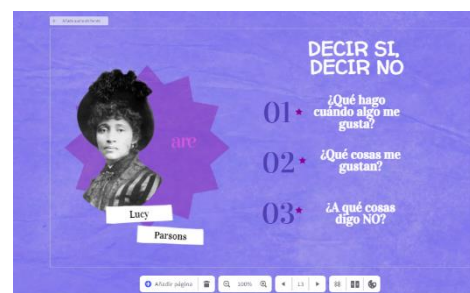 DECIR SI,
DECIR NO
01
¿Qué hago
cuándo algo me
gusta?
are
02
¿Qué cosas me
gustan?
03
¿A qué cosas
digo NO?
Lucy
Parsons
Añadir página
100%
13